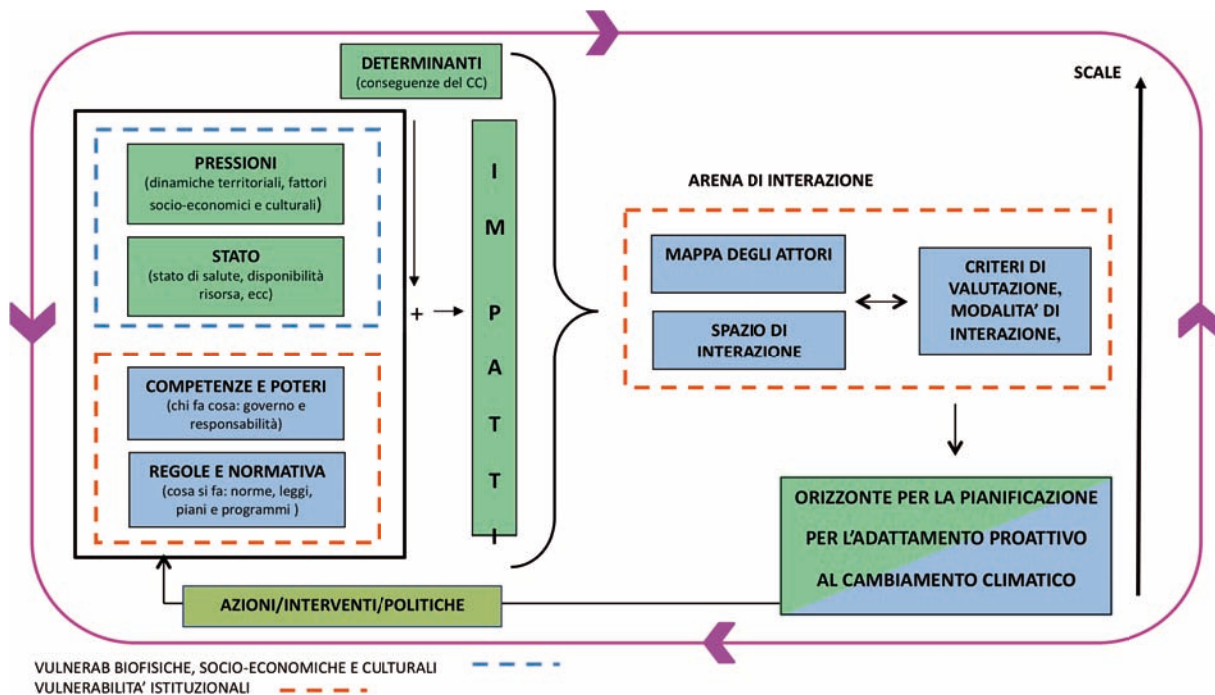 DETERMINANTI
(conseguenze del CC)
SCALE
PRESSIONI
(dinamiche territoriali, fattori
socio-economici e culturali)
STATO
(stato di salute, disponibilità
risorsa, ecc)
COMPETENZE E POTERI
(chi fa cosa: governo e
responsabilità)
REGOLE E NORMATIVA
(cosa si fa: norme, leggi,
piani e programmi )
+
I
M
P
A
T
T
I
ARENA DI INTERAZIONE
MAPPA DEGLI ATTORI
SPAZIO DI
INTERAZIONE
CRITERI DI
VALUTAZIONE,
MODALITA’ DI
INTERAZIONE,
ORIZZONTE PER LA PIANIFICAZIONE
PER L’ADATTAMENTO PROATTIVO
AL CAMBIAMENTO CLIMATICO
AZIONI/INTERVENTI/POLITICHE
VULNERAB BIOFISICHE, SOCIO-ECONOMICHE E CULTURALI
VULNERABILITA’ ISTITUZIONALI